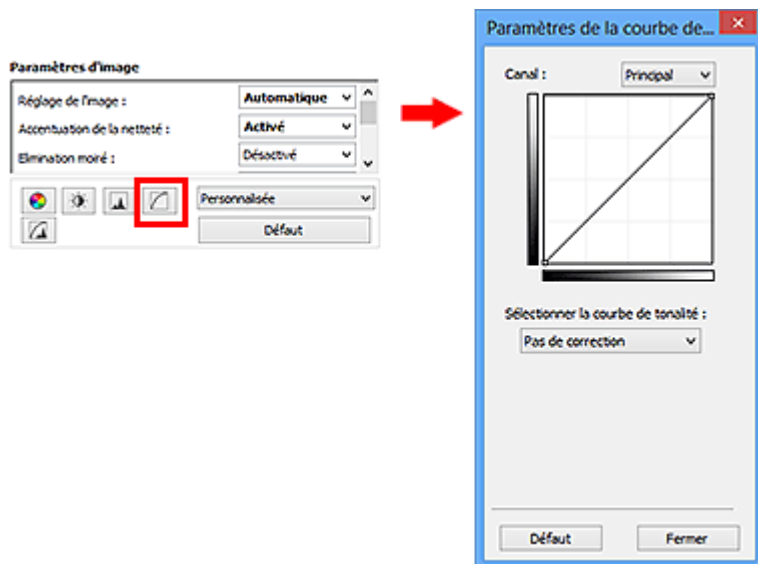 Paramètres d'image
Réglage de l'image : Automatique
Accentuation de la netteté : Activé
Elimination moiré : Désactivé
Personnalisée
Défaut
Paramètres de la courbe de...
Canal : Principal
Sélectionner la courbe de tonalité :
Pas de correction
Défaut Fermer